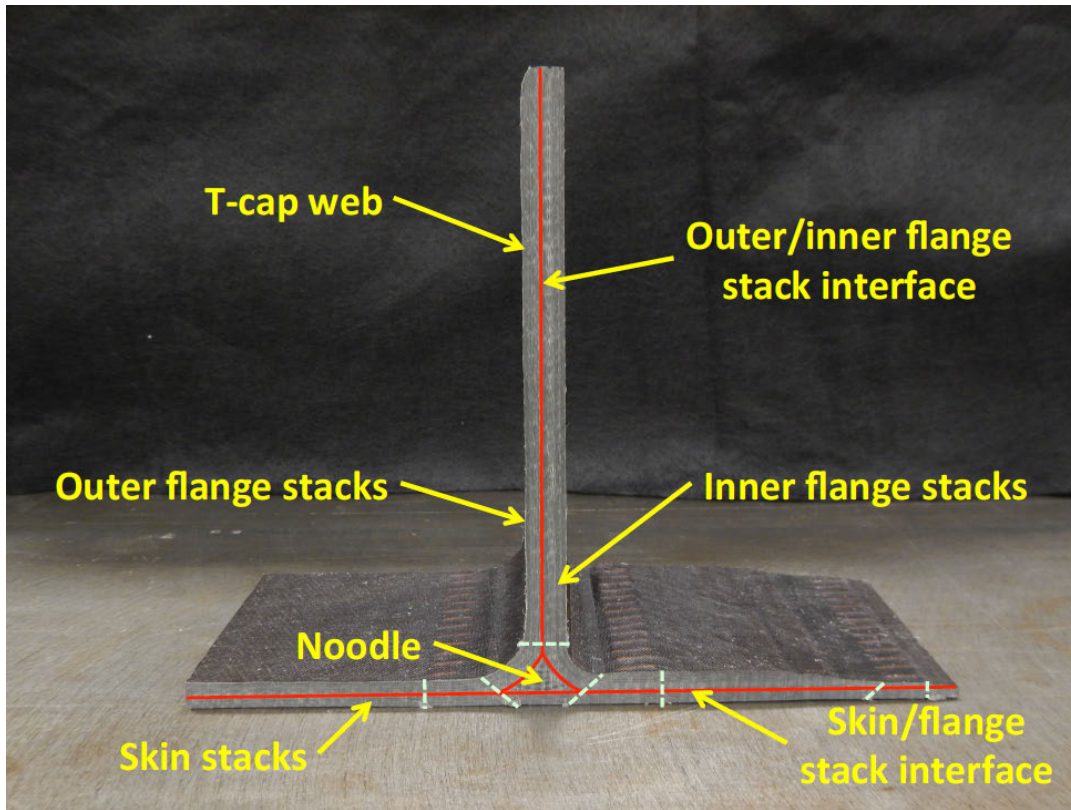 T-cap web
Outer/inner flange
stack interface
Outer flange stacks
Inner flange stacks
Noodle
Skin stacks
Skin/flange
stack interface